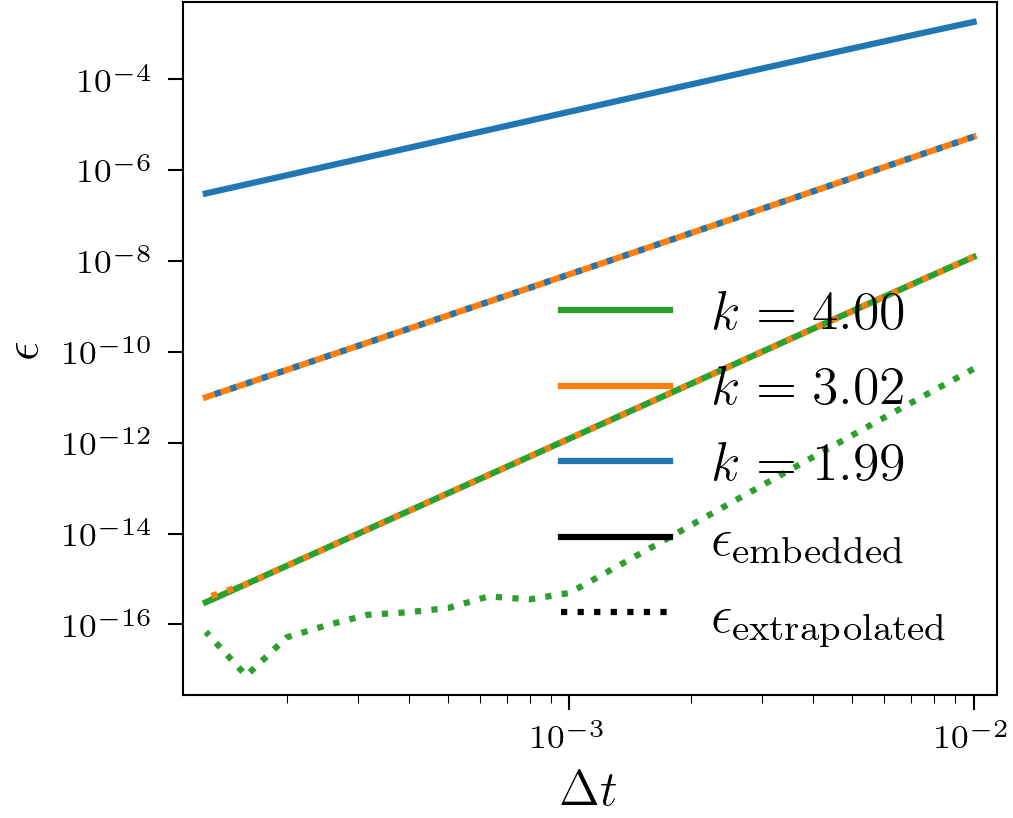 10⁻⁴
10⁻⁶
10⁻⁸
10⁻¹⁰
10⁻¹²
10⁻¹⁴
10⁻¹⁶
ϵ
k = 4.00
k = 3.02
k = 1.99
ϵ_embedded
ϵ_extrapolated
10⁻³
10⁻²
Δt